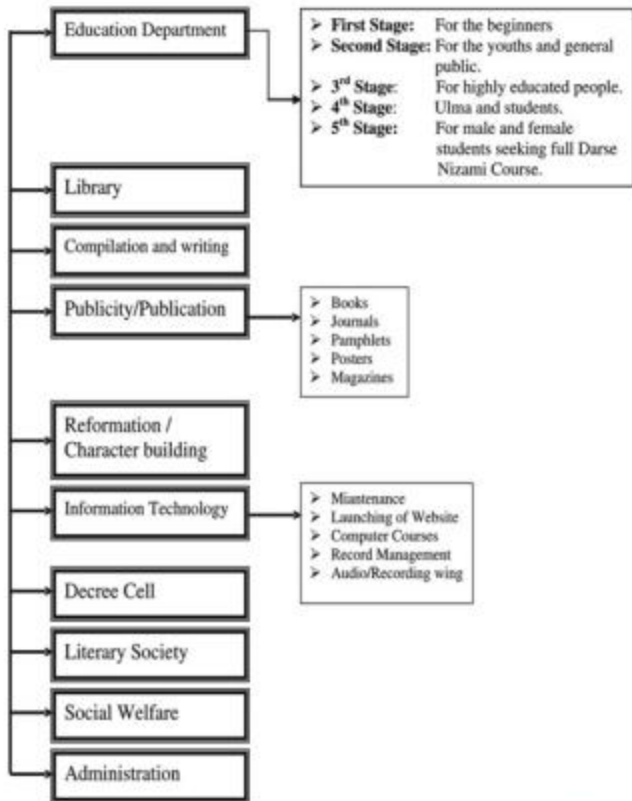 Education Department
➢ First Stage: For the beginners
➢ Second Stage: For the youths and general
public.
➢ 3rd Stage: For highly educated people.
➢ 4th Stage: Ulma and students.
➢ 5th Stage: For male and female
students seeking full Darse
Nizami Course.
Library
Compilation and writing
Publicity/Publication
➢ Books
➢ Journals
➢ Pamphlets
➢ Posters
➢ Magazines
Reformation /
Character building
Information Technology
➢ Miantenance
➢ Launching of Website
➢ Computer Courses
➢ Record Management
➢ Audio/Recording wing
Decree Cell
Literary Society
Social Welfare
Administration